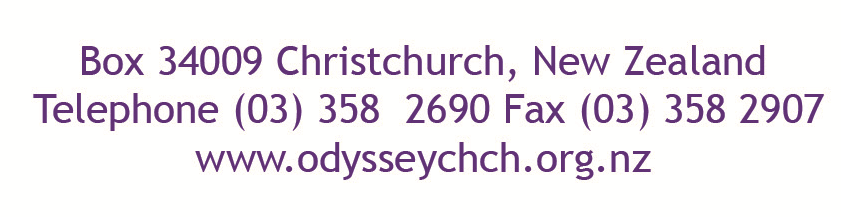 Box 34009 Christchurch, New Zealand
Telephone (03) 358  2690 Fax (03) 358 2907
www.odysseychch.org.nz